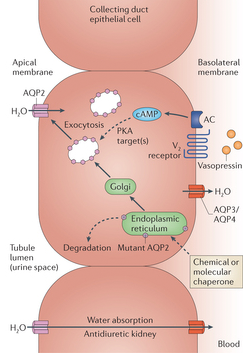 Collecting duct
epithelial cell
Apical
membrane
Basolateral
membrane
AQP2
H₂O
cAMP
AC
Exocytosis
PKA
target(s)
V₂
receptor
Vasopressin
Golgi
H₂O
AQP3/
AQP4
Endoplasmic
reticulum
Tubule
lumen
(urine space)
Degradation
Mutant AQP2
Chemical or
molecular
chaperone
Water absorption
H₂O
Antidiuretic kidney
Blood